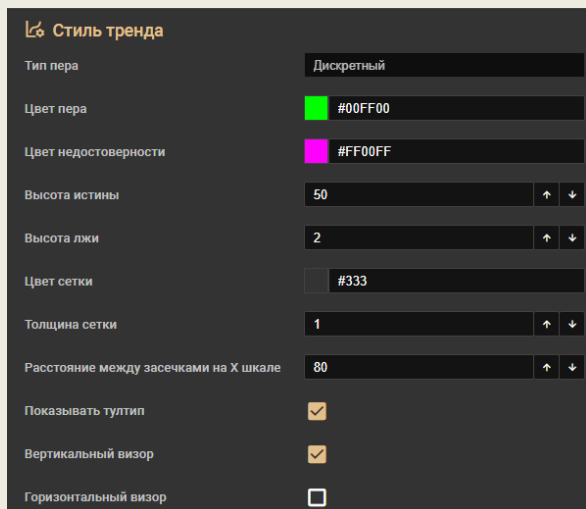 Стиль тренда
Тип пера
Дискретный
Цвет пера
#00FF00
Цвет недостоверности
#FF00FF
Высота истины
50
Высота лжи
2
Цвет сетки
#333
Толщина сетки
1
Расстояние между засечками на X шкале
80
Показывать тултип
Вертикальный визор
Горизонтальный визор